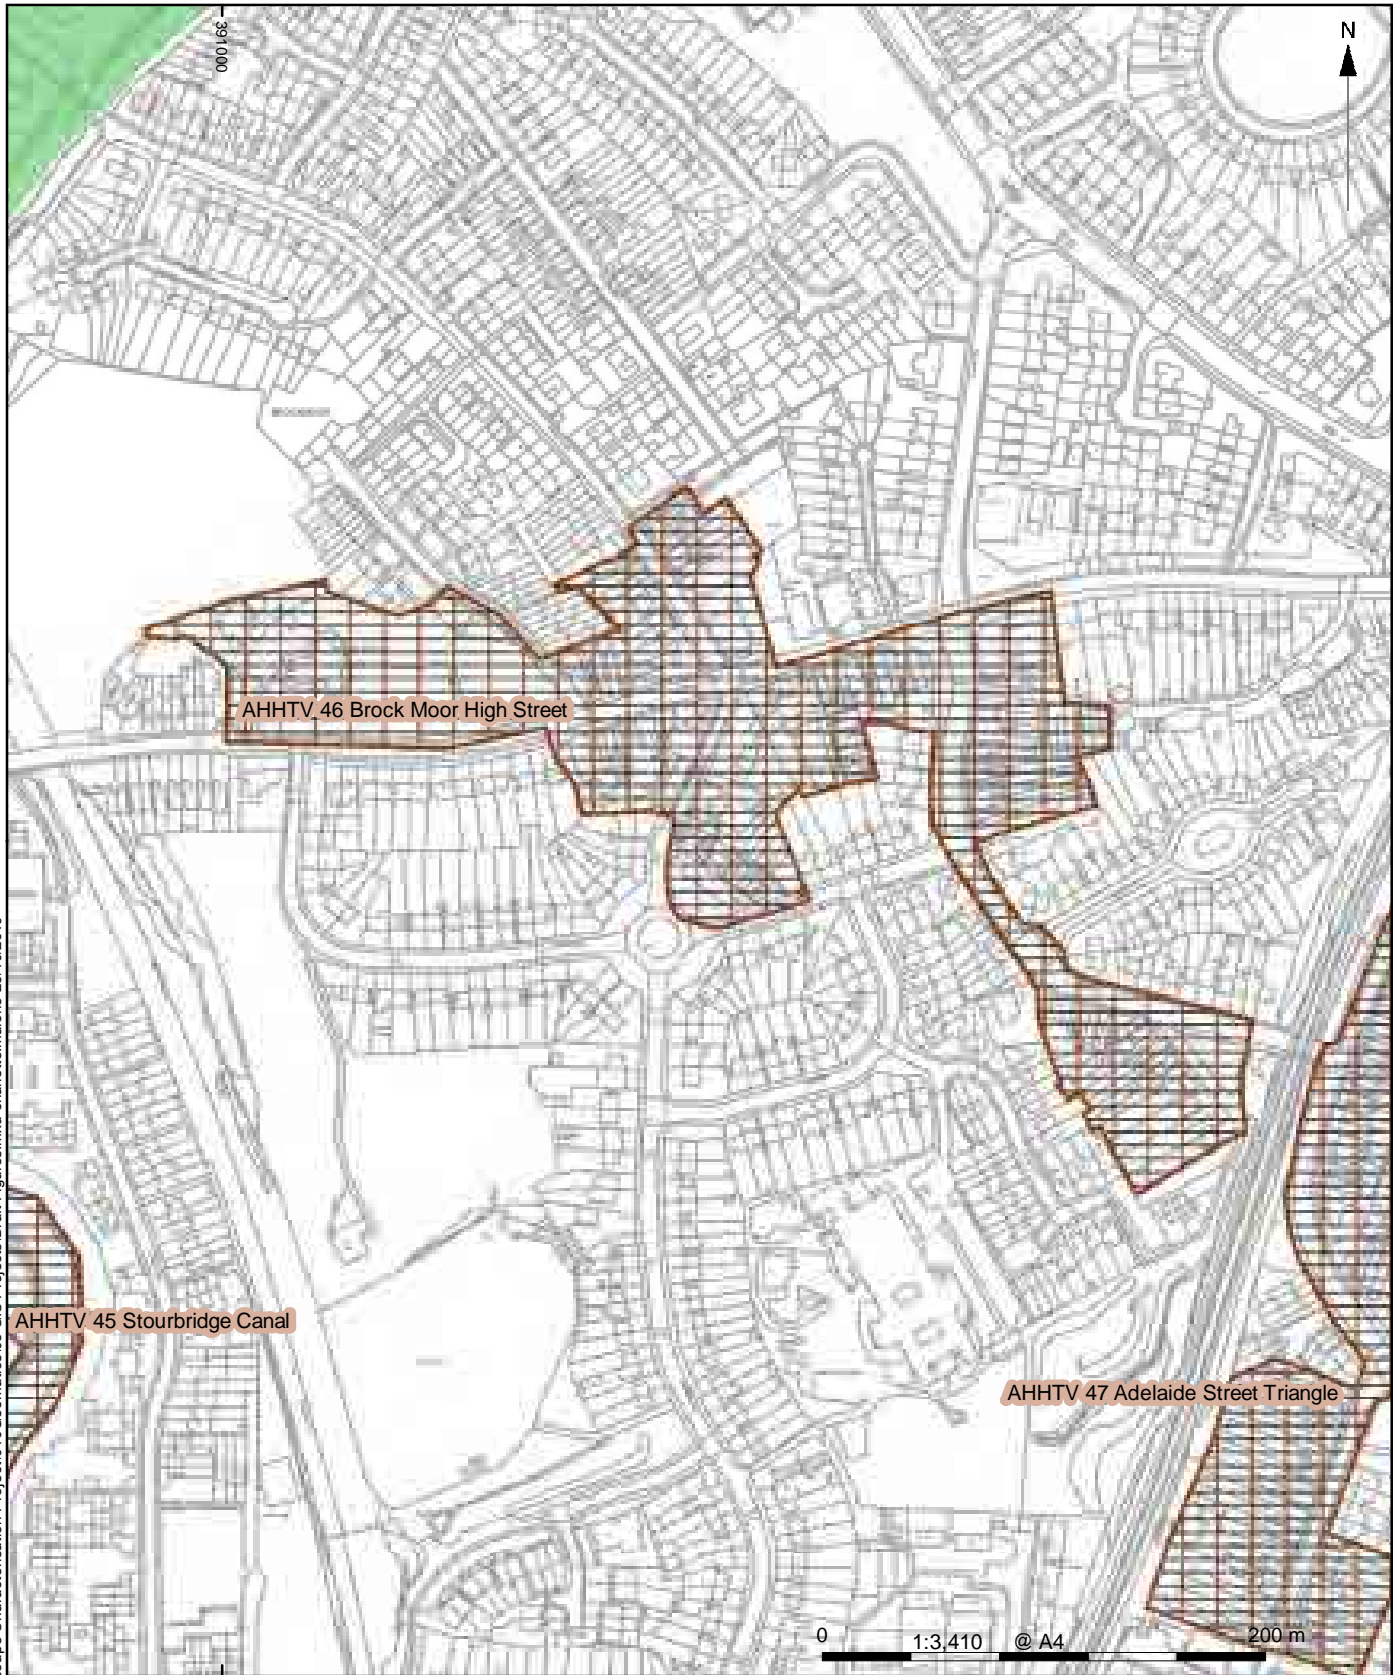 391000
N
AHHTV 46 Brock Moor High Street
AHHTV 45 Stourbridge Canal
AHHTV 47 Adelaide Street Triangle
0 1:3,410 @ A4 200 m